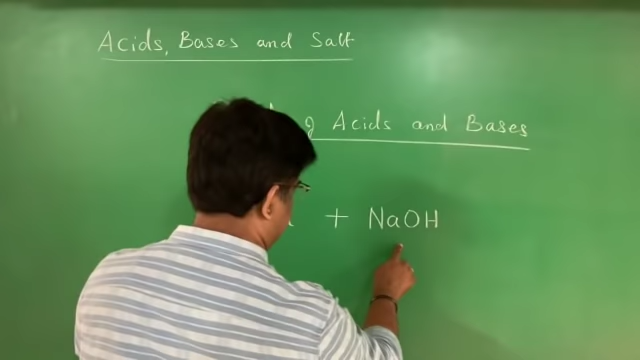 Acids, Bases and Salt
Acids and Bases
+ NaOH